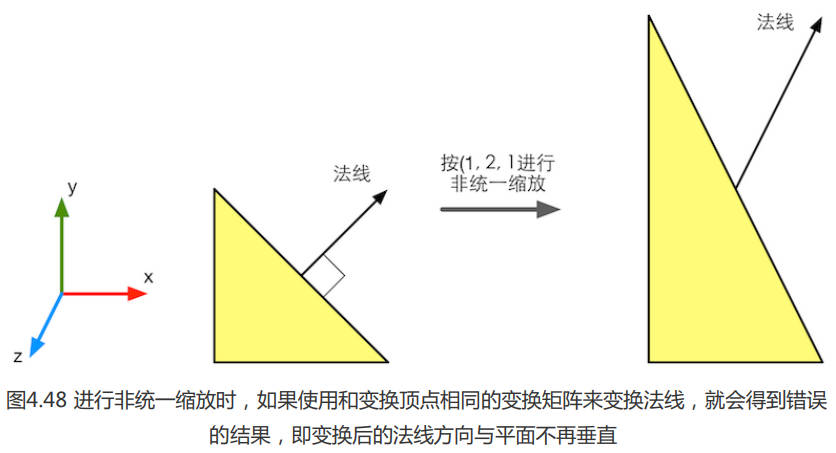 法线
法线
按(1, 2, 1进行
非统一缩放
y
x
z
图4.48 进行非统一缩放时，如果使用和变换顶点相同的变换矩阵来变换法线，就会得到错误
的结果，即变换后的法线方向与平面不再垂直